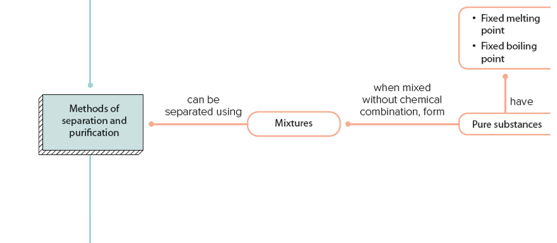 • Fixed melting
point
• Fixed boiling
point
have
Pure substances
when mixed
without chemical
combination, form
Mixtures
can be
separated using
Methods of
separation and
purification